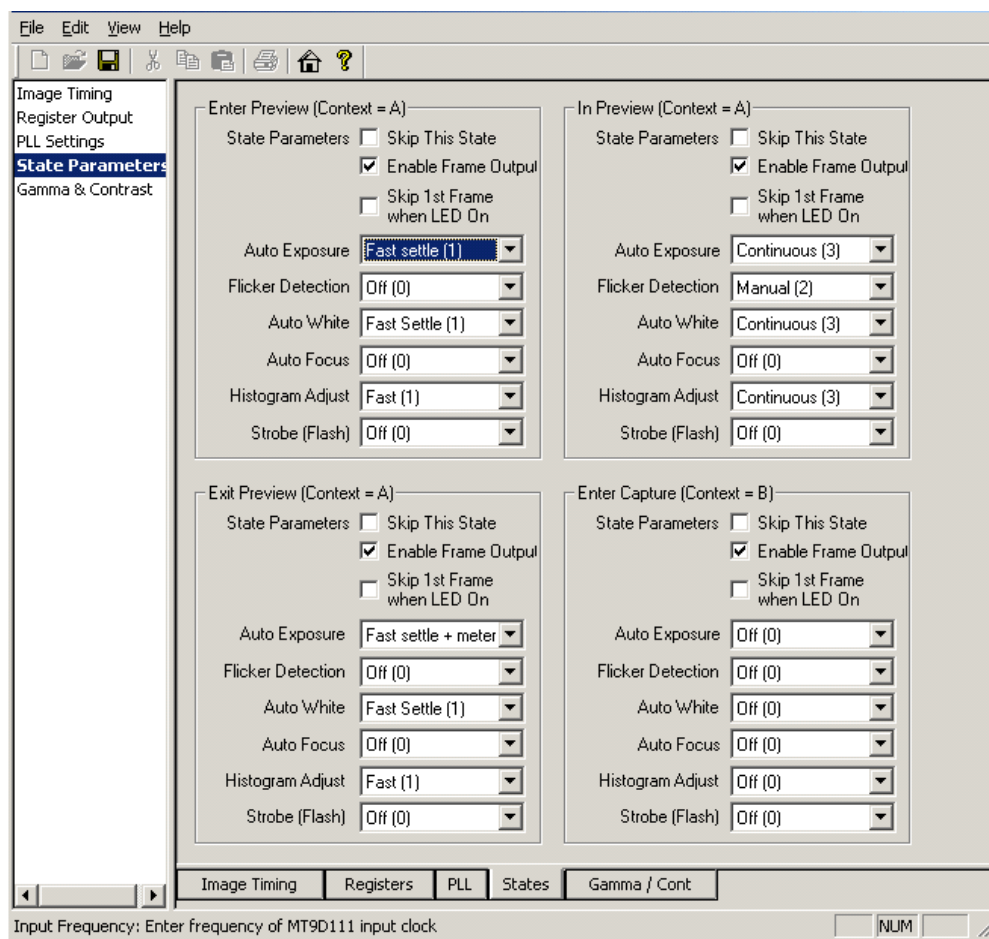 File Edit View Help
Image Timing
Register Output
PLL Settings
State Parameters
Gamma & Contrast
Enter Preview (Context = A)
State Parameters Skip This State
Enable Frame Output
Skip 1st Frame
when LED On
Auto Exposure Fast settle (1)
Flicker Detection Off (0)
Auto White Fast Settle (1)
Auto Focus Off (0)
Histogram Adjust Fast (1)
Strobe (Flash) Off (0)
In Preview (Context = A)
State Parameters Skip This State
Enable Frame Output
Skip 1st Frame
when LED On
Auto Exposure Continuous (3)
Flicker Detection Manual (2)
Auto White Continuous (3)
Auto Focus Off (0)
Histogram Adjust Continuous (3)
Strobe (Flash) Off (0)
Exit Preview (Context = A)
State Parameters Skip This State
Enable Frame Output
Skip 1st Frame
when LED On
Auto Exposure Fast settle + meter
Flicker Detection Off (0)
Auto White Fast Settle (1)
Auto Focus Off (0)
Histogram Adjust Fast (1)
Strobe (Flash) Off (0)
Enter Capture (Context = B)
State Parameters Skip This State
Enable Frame Output
Skip 1st Frame
when LED On
Auto Exposure Off (0)
Flicker Detection Off (0)
Auto White Off (0)
Auto Focus Off (0)
Histogram Adjust Off (0)
Strobe (Flash) Off (0)
Image Timing Registers PLL States Gamma / Cont
Input Frequency: Enter frequency of MT9D111 input clock NUM